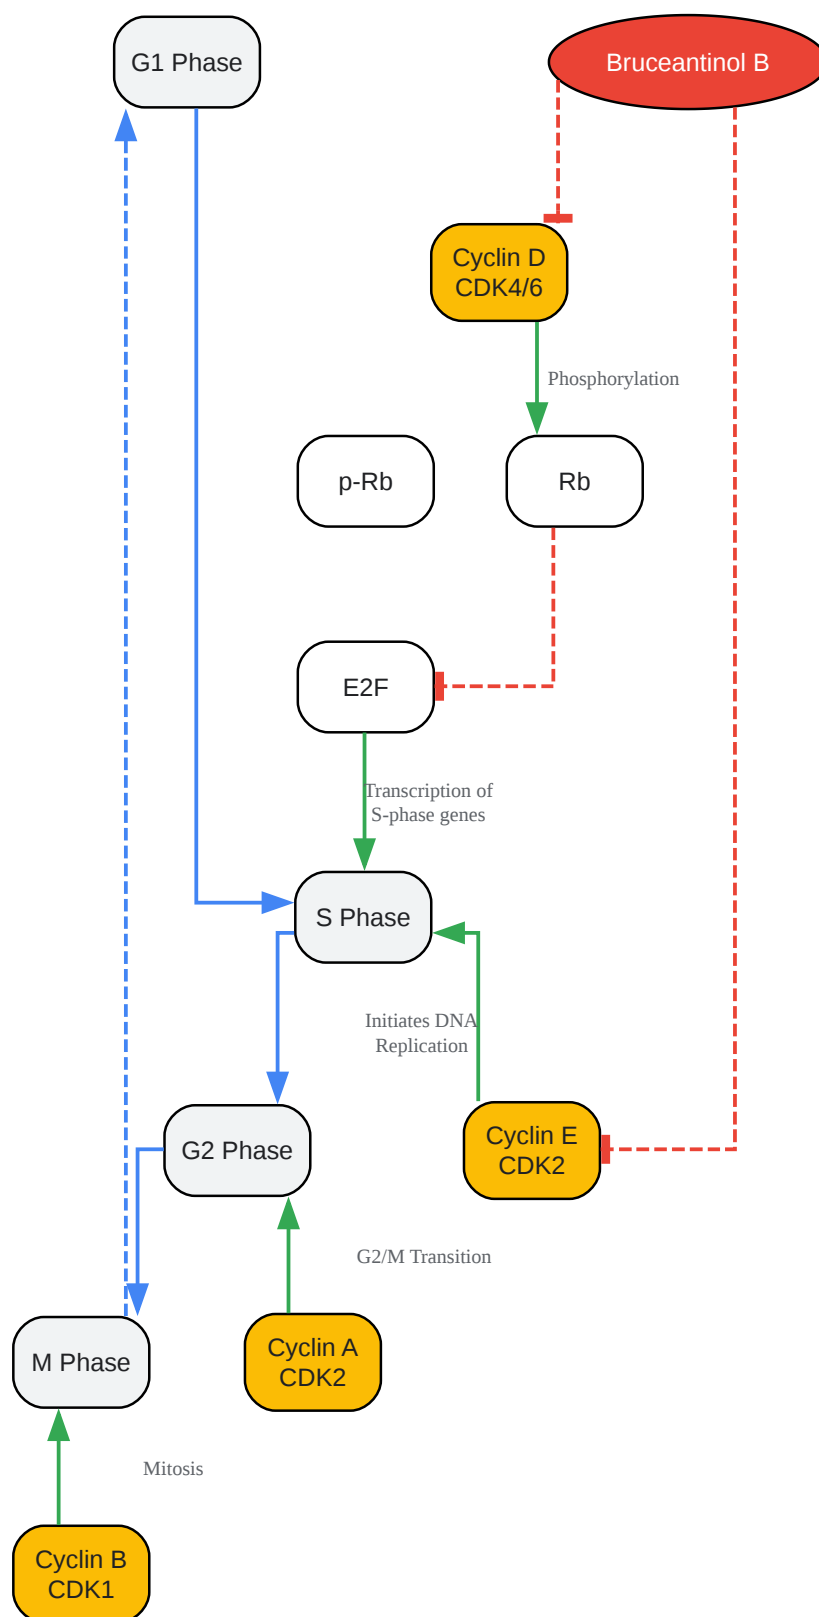 G1 Phase
Bruceantinol B
Cyclin D
CDK4/6
Phosphorylation
p-Rb
Rb
E2F
Transcription of
S-phase genes
S Phase
Initiates DNA
Replication
G2 Phase
Cyclin E
CDK2
G2/M Transition
M Phase
Cyclin A
CDK2
Mitosis
Cyclin B
CDK1